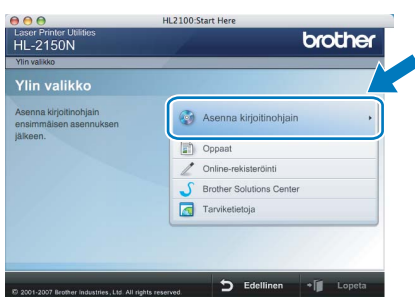 HL2100:Start Here
Laser Printer Utilities
HL-2150N
brother
Ylin valikko
Ylin valikko
Asenna kirjoitinohjain
ensimmäisen asennuksen
jälkeen.
Asenna kirjoitinohjain
Oppaat
Online-rekisteröinti
Brother Solutions Center
Tarviketietoja
© 2001-2007 Brother Industries, Ltd. All rights reserved.
Edellinen
Lopeta